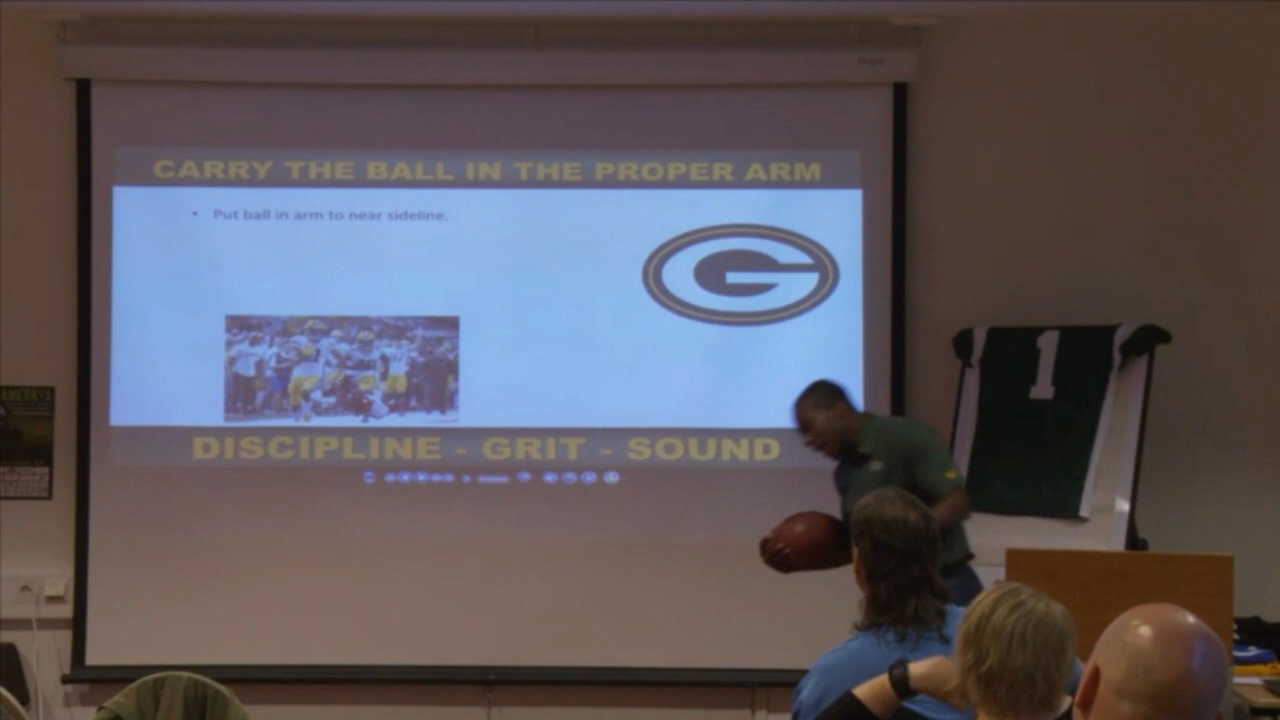 CARRY THE BALL IN THE PROPER ARM
• Put ball in arm to near sideline.
G
1
DISCIPLINE - GRIT - SOUND